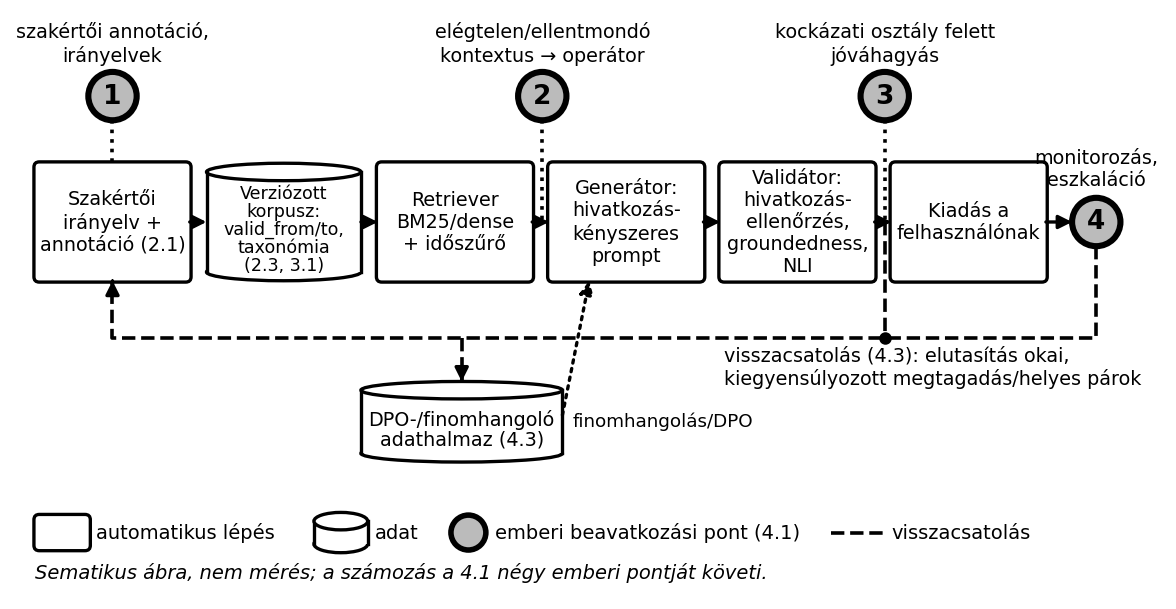 szakértői annotáció,
irányelvek
elégtelen/ellentmondó
kontextus → operátor
kockázati osztály felett
jóváhagyás
1
2
3
monitorozás,
eszkaláció
4
Szakértői
irányelv +
annotáció (2.1)
Verziózott
korpusz:
valid_from/to,
taxonómia
(2.3, 3.1)
Retriever
BM25/dense
+ időszűrő
Generátor:
hivatkozás-
kényszeres
prompt
Validátor:
hivatkozás-
ellenőrzés,
groundedness,
NLI
Kiadás a
felhasználónak
visszacsatolás (4.3): elutasítás okai,
kiegyensúlyozott megtagadás/helyes párok
DPO-/finomhangoló
adathalmaz (4.3)
finomhangolás/DPO
automatikus lépés
adat
emberi beavatkozási pont (4.1)
visszacsatolás
Sematikus ábra, nem mérés; a számozás a 4.1 négy emberi pontját követi.